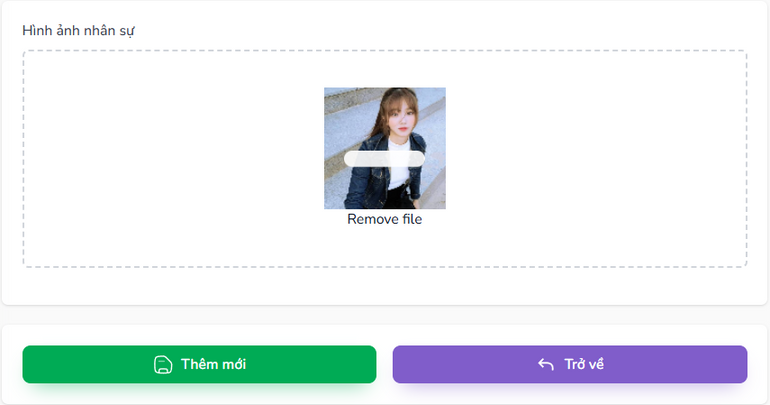 Hình ảnh nhân sự
Remove file
Thêm mới
Trở về